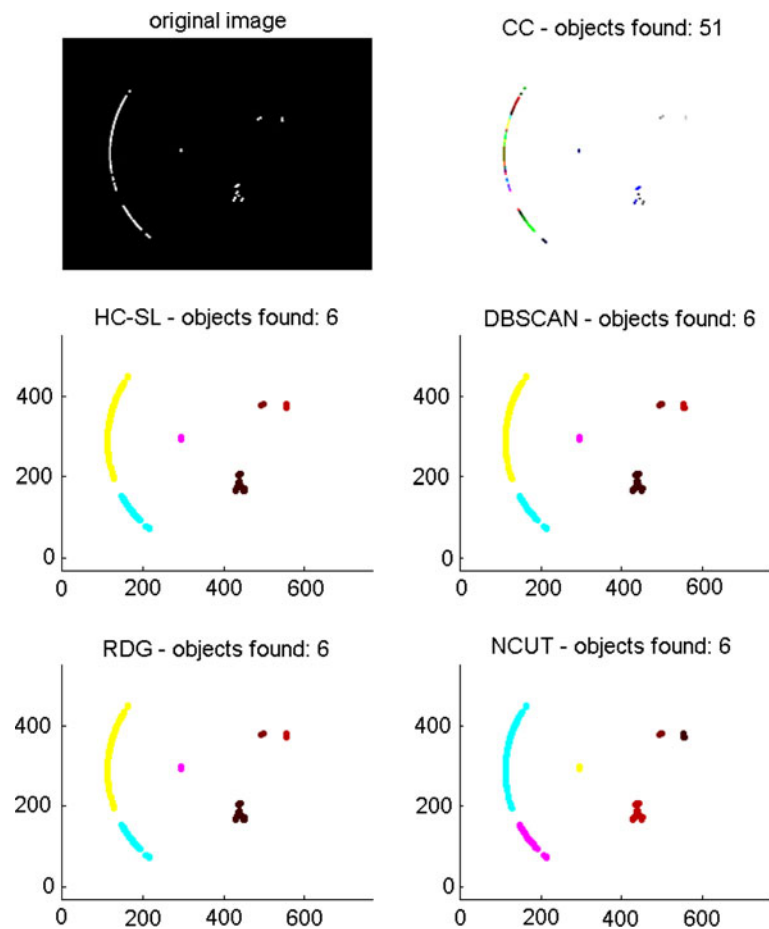 original image
CC - objects found: 51
HC-SL - objects found: 6
DBSCAN - objects found: 6
400
200
0
0 200 400 600
400
200
0
0 200 400 600
RDG - objects found: 6
NCUT - objects found: 6
400
200
0
0 200 400 600
400
200
0
0 200 400 600